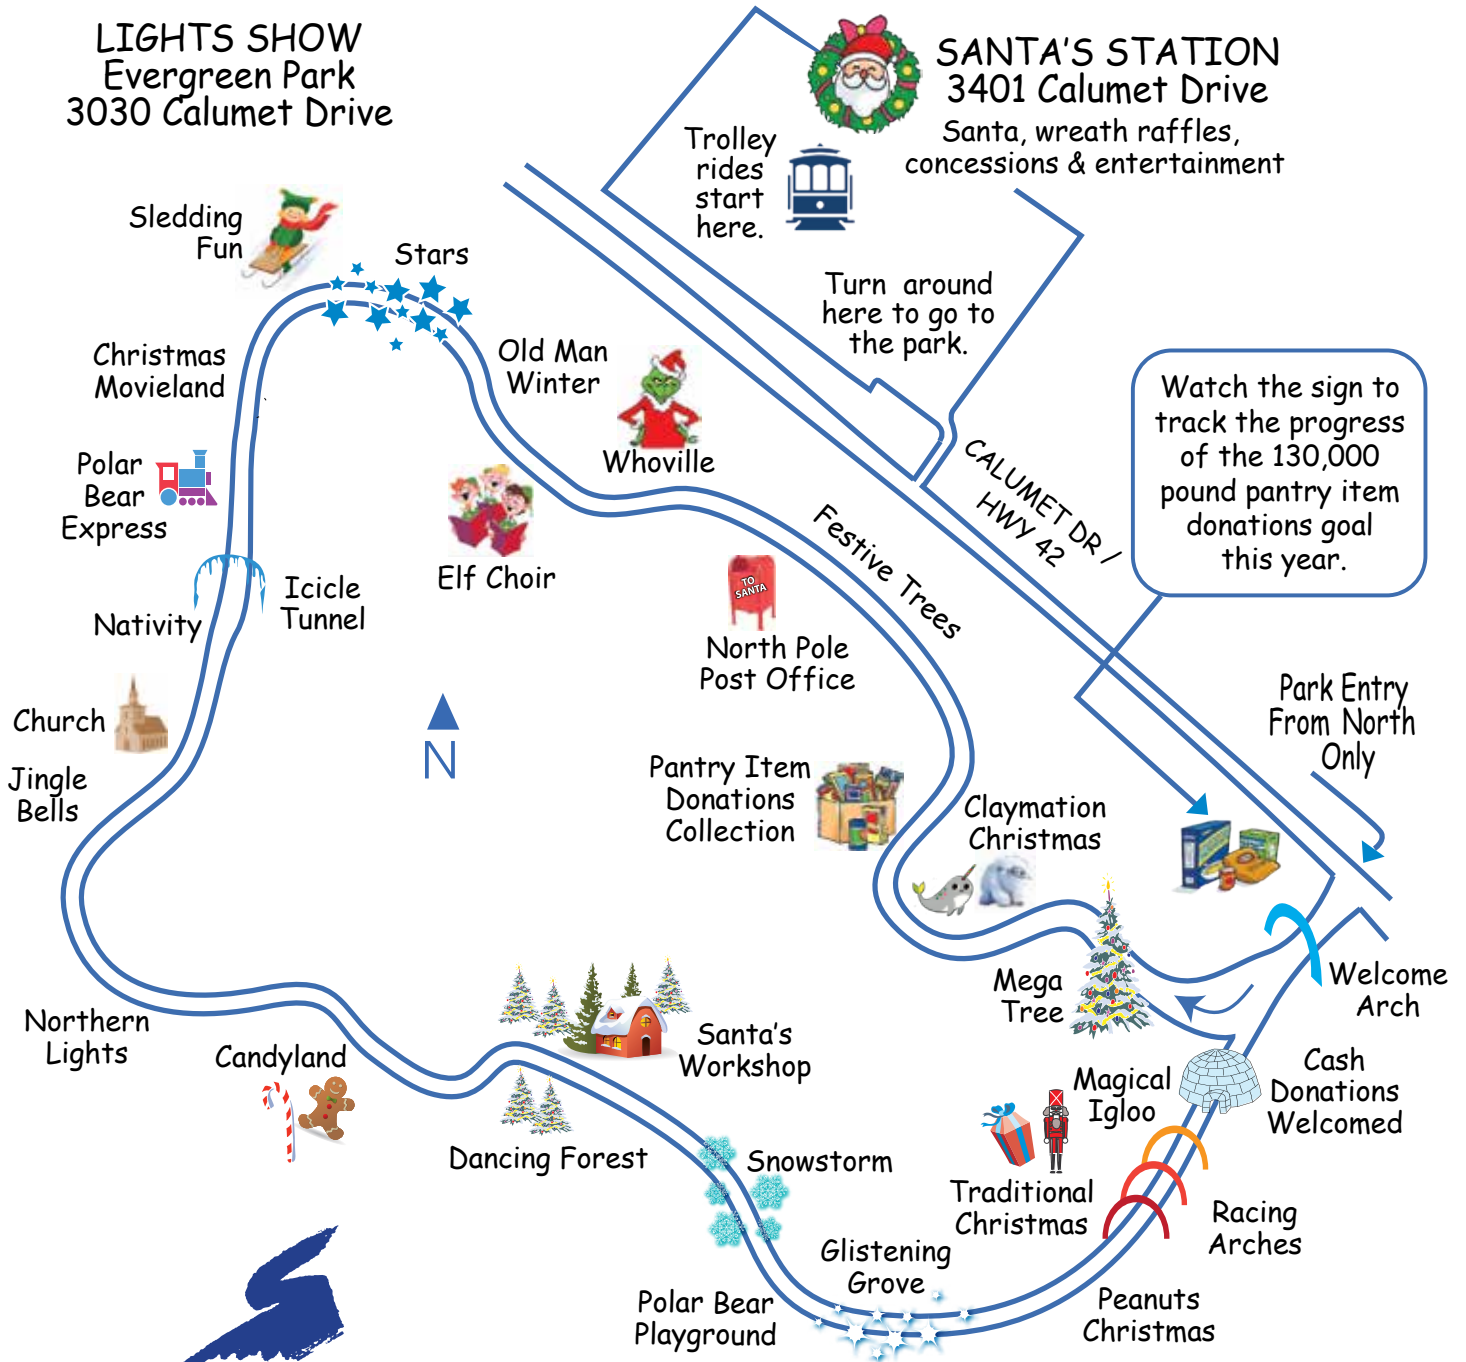 LIGHTS SHOW
Evergreen Park
3030 Calumet Drive
SANTA'S STATION
3401 Calumet Drive
Santa, wreath raffles,
concessions & entertainment
Trolley
rides
start
here.
Turn around
here to go to
the park.
Sledding
Fun
Stars
Christmas
Movieland
Old Man
Winter
Whoville
Polar
Bear
Express
Elf Choir
Icicle
Tunnel
Nativity
CALUMET DR /
HWY 42
Watch the sign to
track the progress
of the 130,000
pound pantry item
donations goal
this year.
Festive Trees
TO
SANTA
North Pole
Post Office
Church
N
Jingle
Bells
Pantry Item
Donations
Collection
Claymation
Christmas
Park Entry
From North
Only
Mega
Tree
Welcome
Arch
Northern
Lights
Candyland
Santa's
Workshop
Dancing Forest
Snowstorm
Magical
Igloo
Cash
Donations
Welcomed
Traditional
Christmas
Racing
Arches
Glistening
Grove
Polar Bear
Playground
Peanuts
Christmas